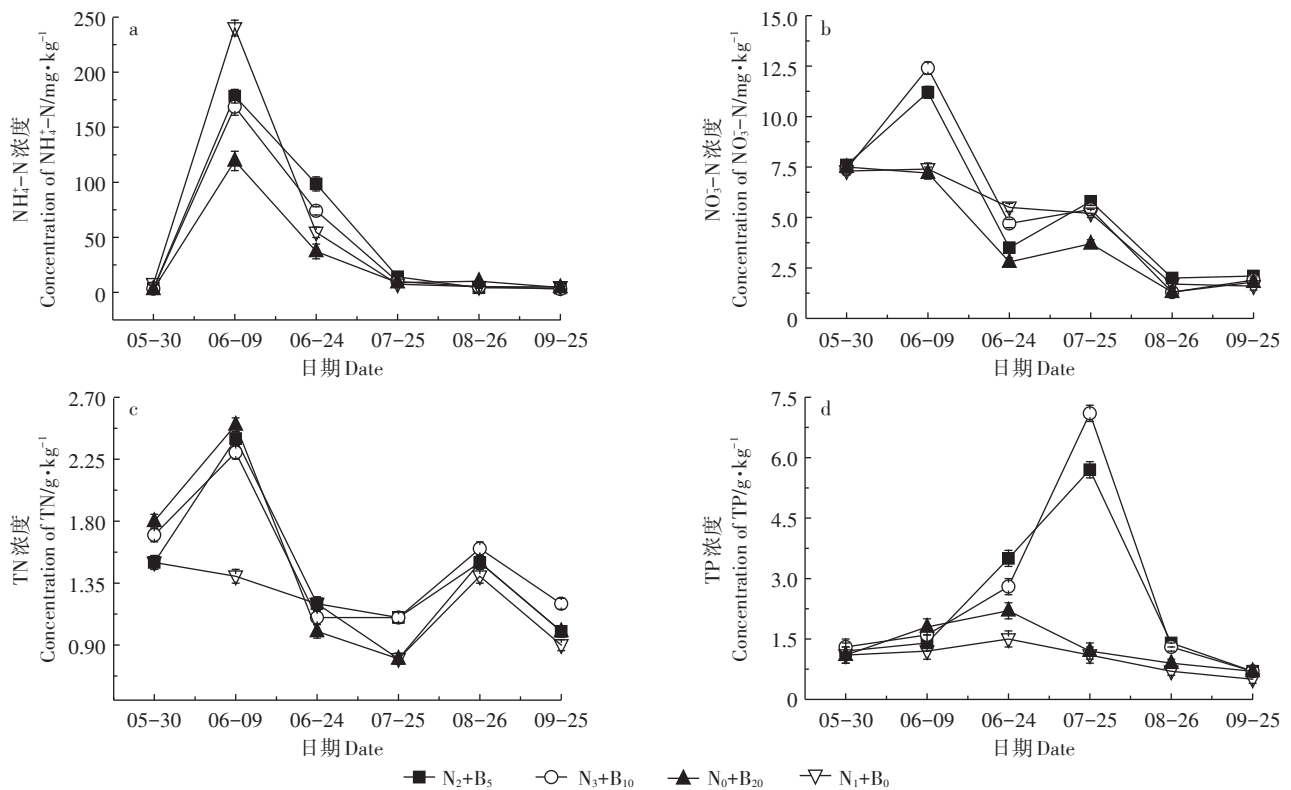 a
250
200
150
100
50
0
NH₄⁺-N 浓度
Concentration of NH₄⁺-N/mg·kg⁻¹
05-30 06-09 06-24 07-25 08-26 09-25
日期 Date
b
15.0
12.5
10.0
7.5
5.0
2.5
0
NO₃⁻-N 浓度
Concentration of NO₃⁻-N/mg·kg⁻¹
05-30 06-09 06-24 07-25 08-26 09-25
日期 Date
c
2.70
2.25
1.80
1.35
0.90
TN 浓度
Concentration of TN/g·kg⁻¹
05-30 06-09 06-24 07-25 08-26 09-25
日期 Date
d
7.5
6.0
4.5
3.0
1.5
0
TP 浓度
Concentration of TP/g·kg⁻¹
05-30 06-09 06-24 07-25 08-26 09-25
日期 Date
N₂+B₅ N₃+B₁₀ N₀+B₂₀ N₁+B₀